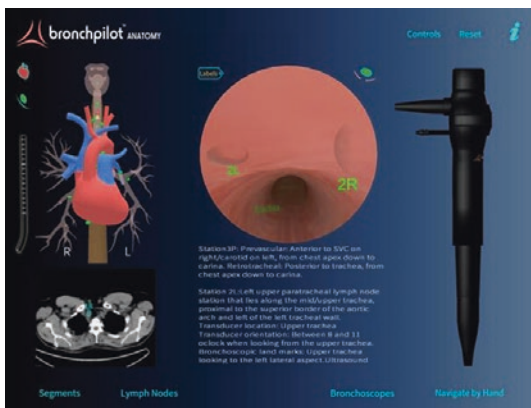 bronchpilot ANATOMY
Controls
Reset
i
Labels
2L
2R
R
L
Station3P: Prevascular Anterior to SVC on
right/carotid on left, from chest apex down to
carina. Retrotracheal: Posterior to trachea, from
chest apex down to carina.
Station 2L:Left upper paratracheal lymph node
station that lies along the mid/upper trachea,
proximal to the superior border of the aortic
arch and left of the left tracheal wall.
Transducer location: Upper trachea
Transducer orientation: Between 8 and 11
oclock when looking from the upper trachea.
Bronchoscopic land marks: Upper trachea
looking to the left lateral aspect.Ultrasound
Segments
Lymph Nodes
Bronchoscopes
Navigate by Hand